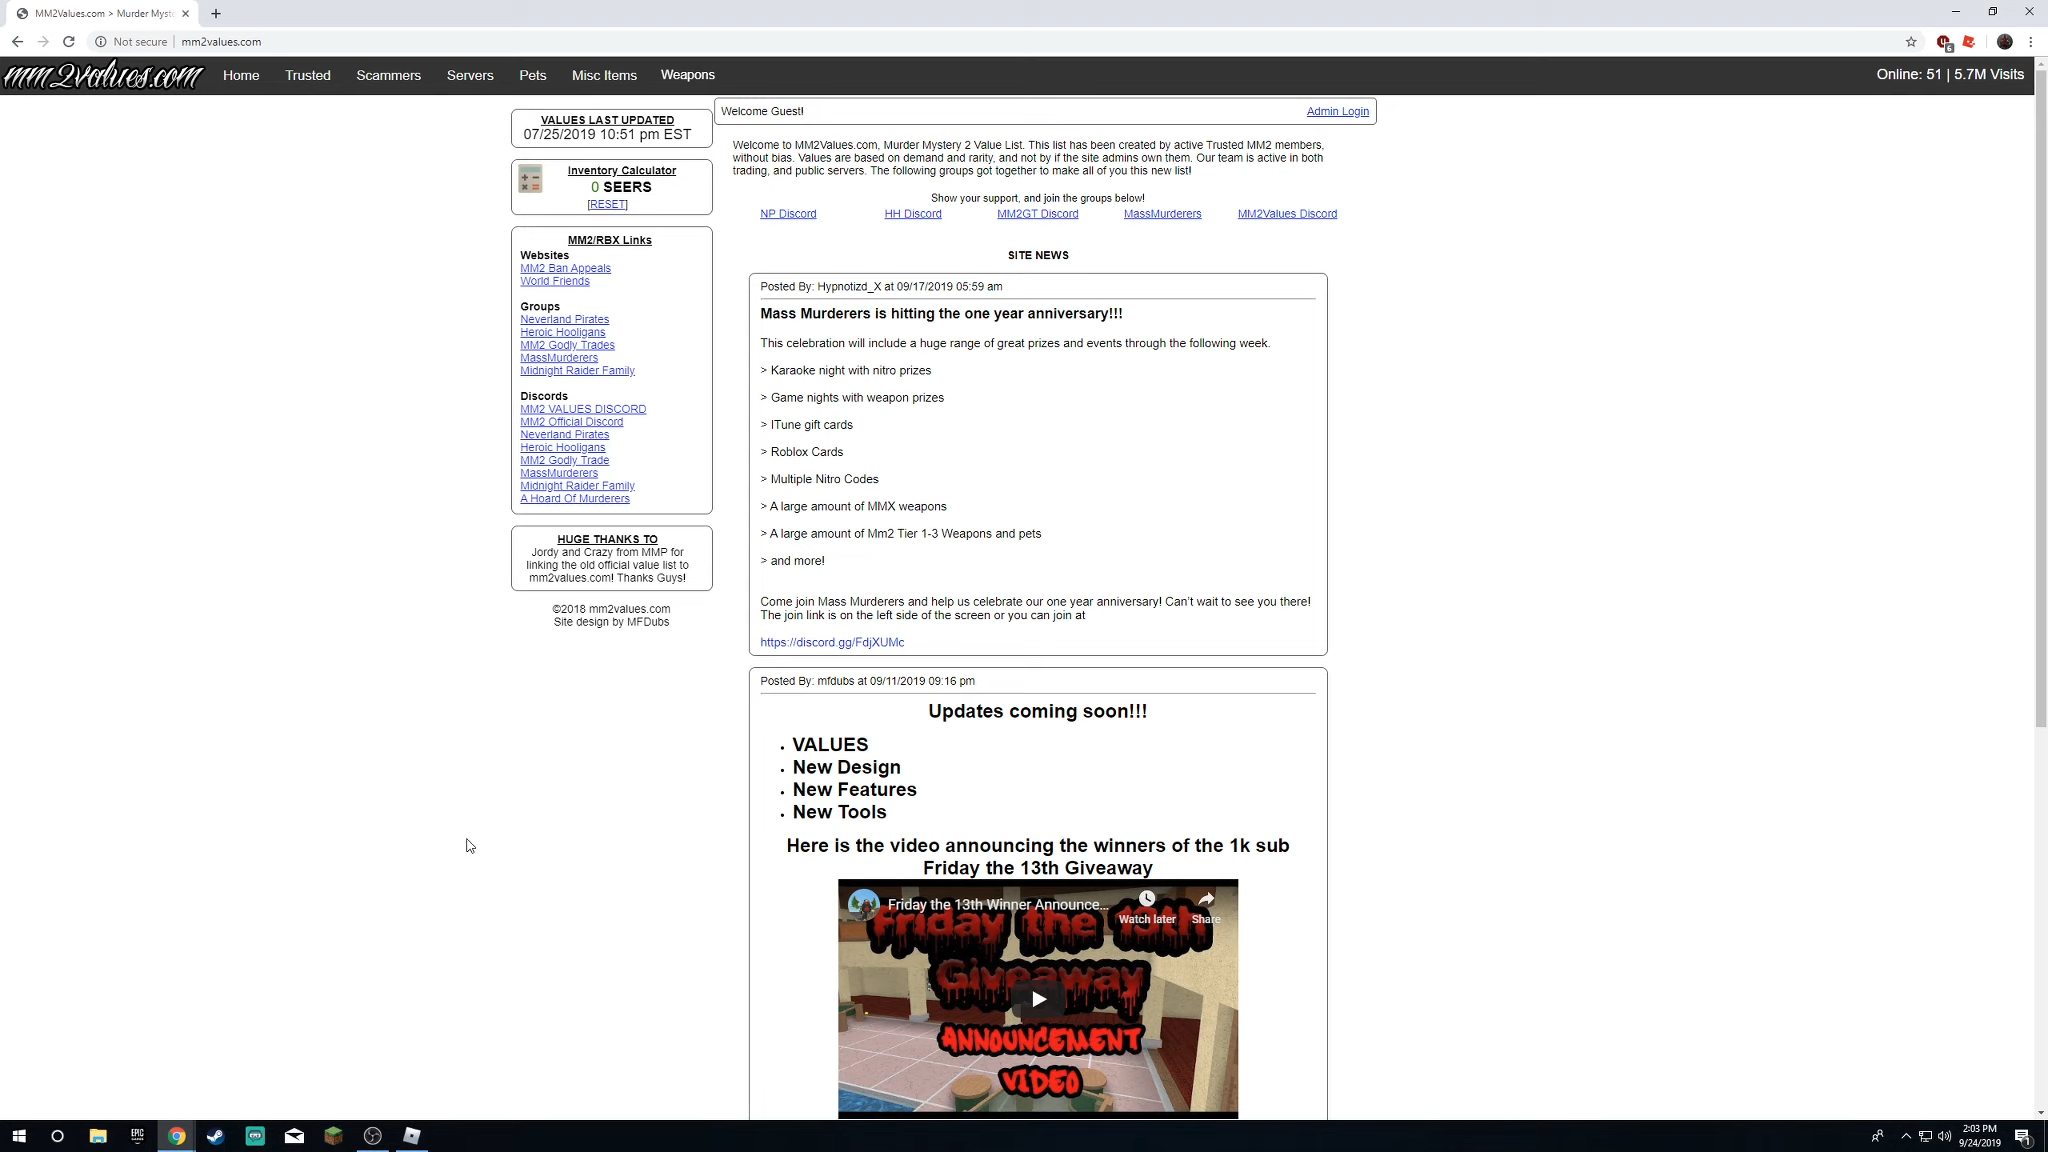 MM2Values.com > Murder Myste
Not secure
mm2values.com
6
mm2values.com
Home
Trusted
Scammers
Servers
Pets
Misc Items
Weapons
Online: 51 | 5.7M Visits
VALUES LAST UPDATED
07/25/2019 10:51 pm EST
Inventory Calculator
0 SEERS
[RESET]
MM2/RBX Links
Websites
MM2 Ban Appeals
World Friends
Groups
Neverland Pirates
Heroic Hooligans
MM2 Godly Trades
MassMurderers
Midnight Raider Family
Discords
MM2 VALUES DISCORD
MM2 Official Discord
Neverland Pirates
Heroic Hooligans
MM2 Godly Trade
MassMurderers
Midnight Raider Family
A Hoard Of Murderers
HUGE THANKS TO
Jordy and Crazy from MMP for
linking the old official value list to
mm2values.com! Thanks Guys!
©2018 mm2values.com
Site design by MFDubs
Welcome Guest!
Admin Login
Welcome to MM2Values.com, Murder Mystery 2 Value List. This list has been created by active Trusted MM2 members,
without bias. Values are based on demand and rarity, and not by if the site admins own them. Our team is active in both
trading, and public servers. The following groups got together to make all of you this new list!
Show your support, and join the groups below!
NP Discord
HH Discord
MM2GT Discord
MassMurderers
MM2Values Discord
SITE NEWS
Posted By: Hypnotizd_X at 09/17/2019 05:59 am
Mass Murderers is hitting the one year anniversary!!!
This celebration will include a huge range of great prizes and events through the following week.
> Karaoke night with nitro prizes
> Game nights with weapon prizes
> ITune gift cards
> Roblox Cards
> Multiple Nitro Codes
> A large amount of MMX weapons
> A large amount of Mm2 Tier 1-3 Weapons and pets
> and more!
Come join Mass Murderers and help us celebrate our one year anniversary! Can't wait to see you there!
The join link is on the left side of the screen or you can join at
https://discord.gg/FdjXUMc
Posted By: mfdubs at 09/11/2019 09:16 pm
Updates coming soon!!!
• VALUES
• New Design
• New Features
• New Tools
Here is the video announcing the winners of the 1k sub
Friday the 13th Giveaway
Friday the 13th Winner Announce...
Watch later
Share
Friday the 13th
Giveaway
ANNOUNCEMENT
VIDEO
EPIC
2:03 PM
9/24/2019
1